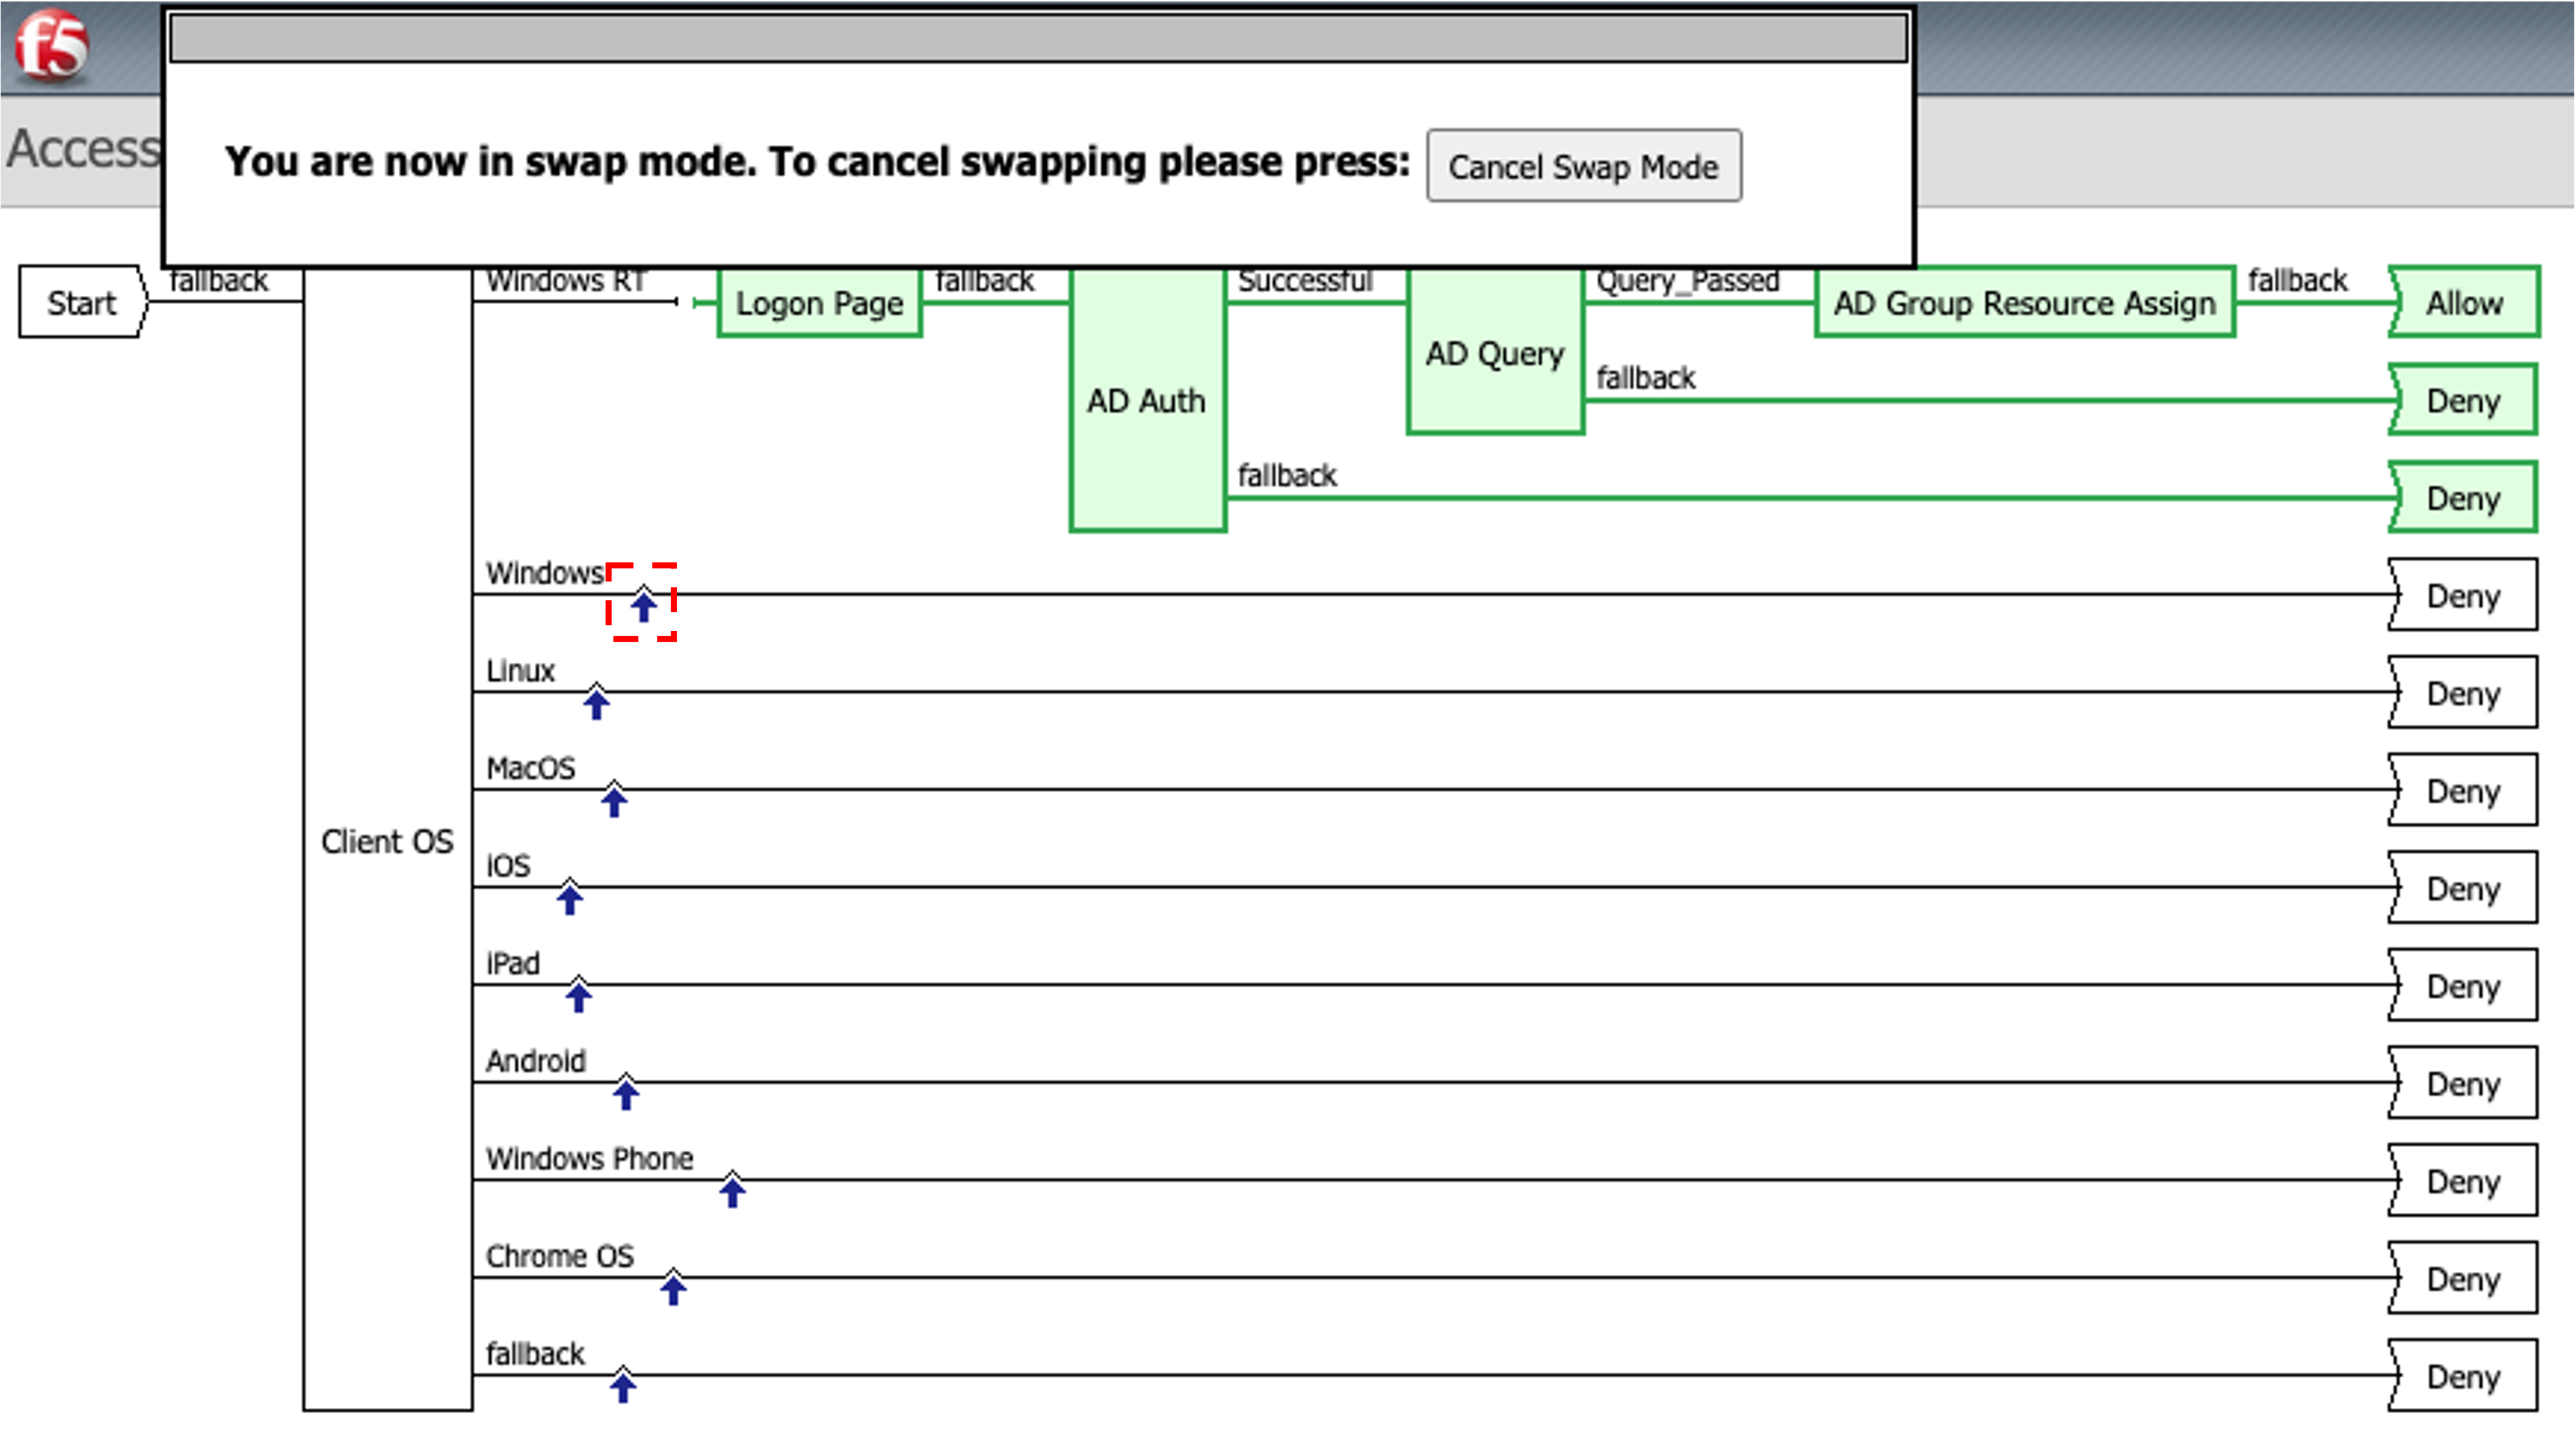 f5
Access
You are now in swap mode. To cancel swapping please press: Cancel Swap Mode
Start fallback Windows RT Logon Page fallback Successful Query_Passed AD Group Resource Assign fallback Allow
AD Query
fallback Deny
AD Auth
fallback Deny
Windows Deny
Linux Deny
MacOS Deny
Client OS
iOS Deny
iPad Deny
Android Deny
Windows Phone Deny
Chrome OS Deny
fallback Deny